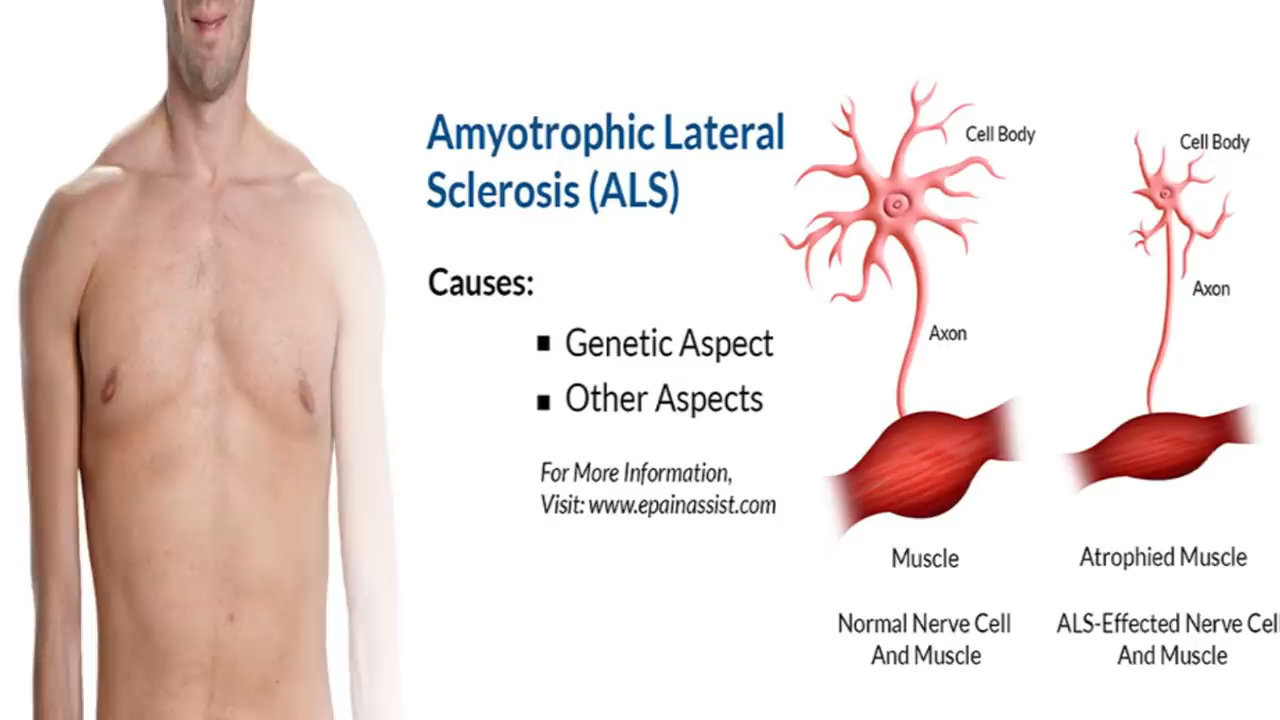 Amyotrophic Lateral
Sclerosis (ALS)
Causes:
▪ Genetic Aspect
▪ Other Aspects
For More Information,
Visit: www.epainassist.com
Cell Body
Axon
Muscle
Normal Nerve Cell
And Muscle
Cell Body
Axon
Atrophied Muscle
ALS-Effected Nerve Cell
And Muscle